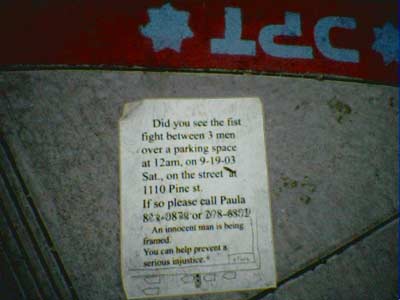 Did you see the fist
fight between 3 men
over a parking space
at 12am, on 9-19-03
Sat., on the street at
1110 Pine st.
If so please call Paula
or
An innocent man is being
framed.
You can help prevent a
serious injustice."